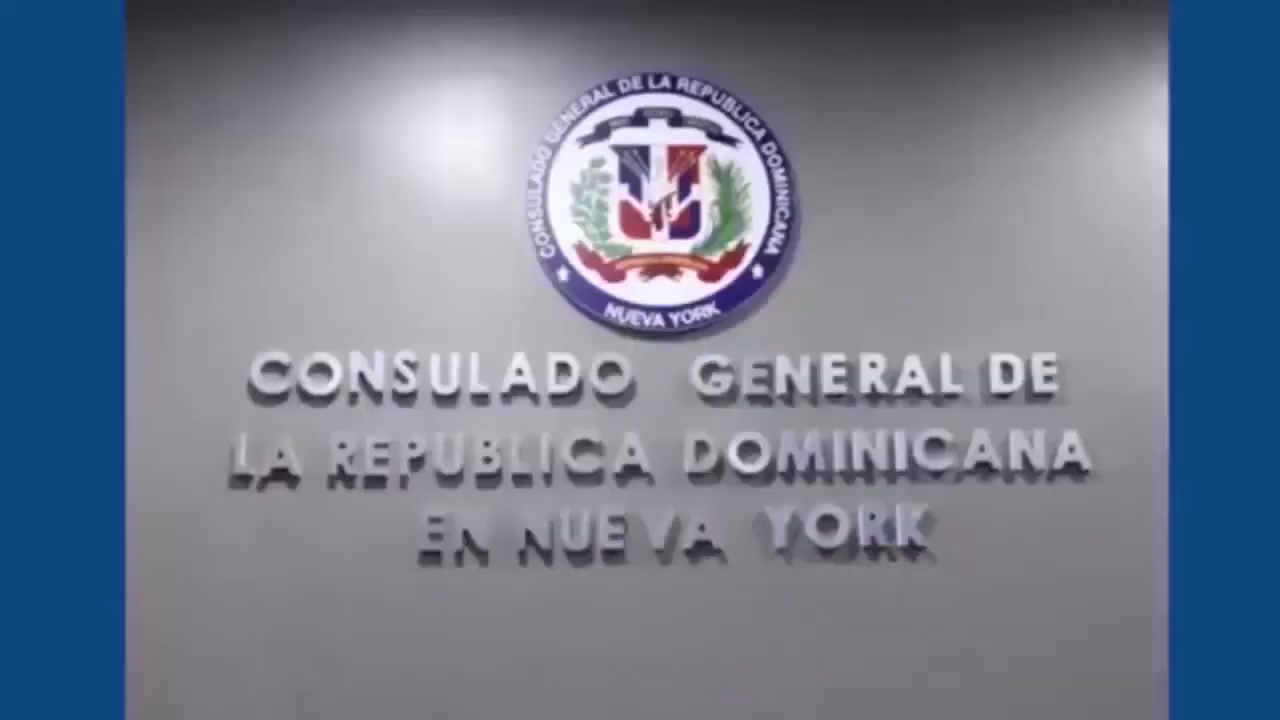 CONSULADO GENERAL DE LA REPUBLICA DOMINICANA
NUEVA YORK
CONSULADO GENERAL DE
LA REPUBLICA DOMINICANA
EN NUEVA YORK